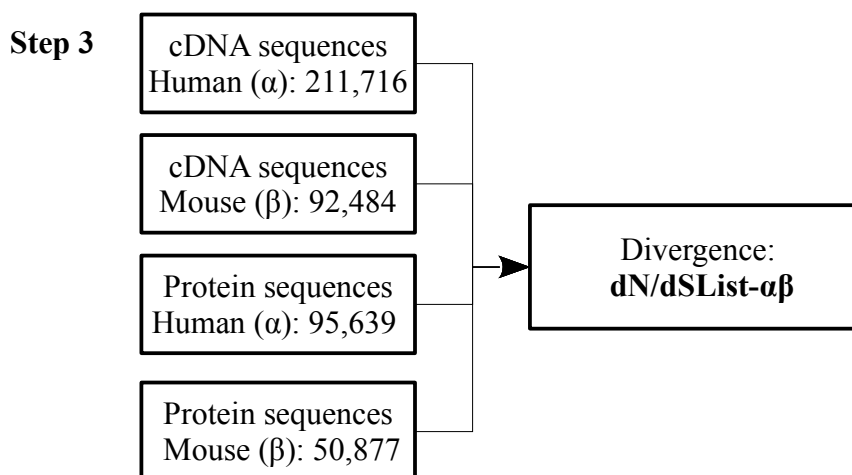 Step 3
cDNA sequences
Human (α): 211,716
cDNA sequences
Mouse (β): 92,484
Protein sequences
Human (α): 95,639
Protein sequences
Mouse (β): 50,877
Divergence:
dN/dSList-αβ